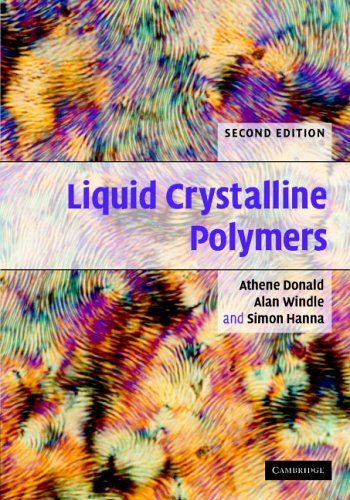 SECOND EDITION
Liquid Crystalline
Polymers
Athene Donald
Alan Windle
and Simon Hanna
CAMBRIDGE